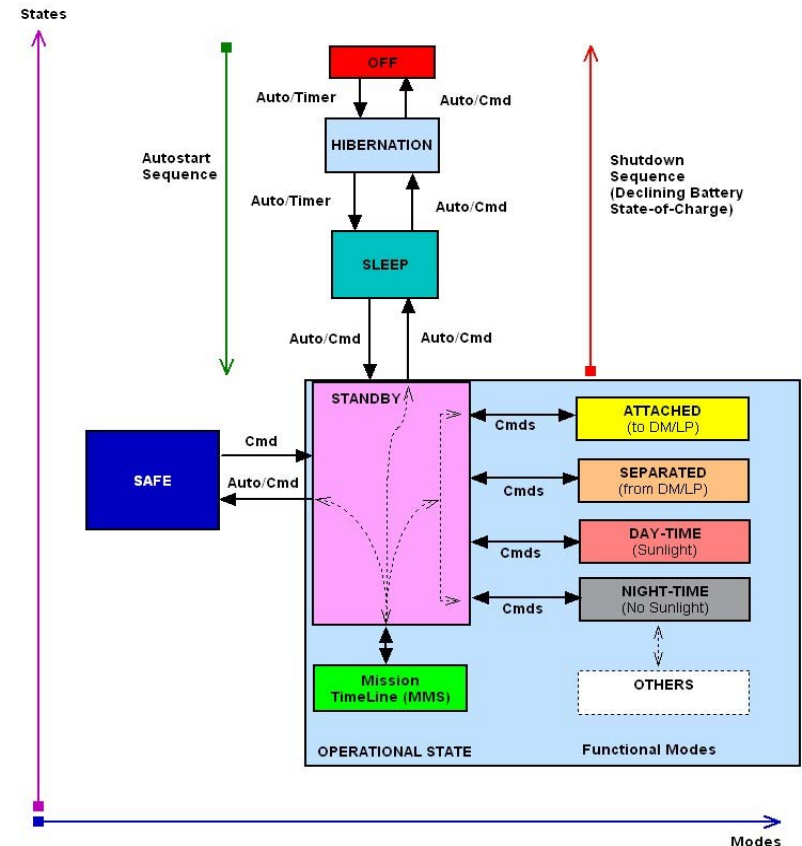 States
OFF
Auto/Timer
Auto/Cmd
HIBERNATION
Autostart
Sequence
Shutdown
Sequence
(Declining Battery
State-of-Charge)
Auto/Timer
Auto/Cmd
SLEEP
Auto/Cmd
Auto/Cmd
STANDBY
ATTACHED
(to DM/LP)
Cmds
Cmd
SAFE
Auto/Cmd
SEPARATED
(from DM/LP)
Cmds
DAY-TIME
(Sunlight)
Cmds
NIGHT-TIME
(No Sunlight)
Cmds
Mission
TimeLine (MMS)
OTHERS
OPERATIONAL STATE
Functional Modes
Modes